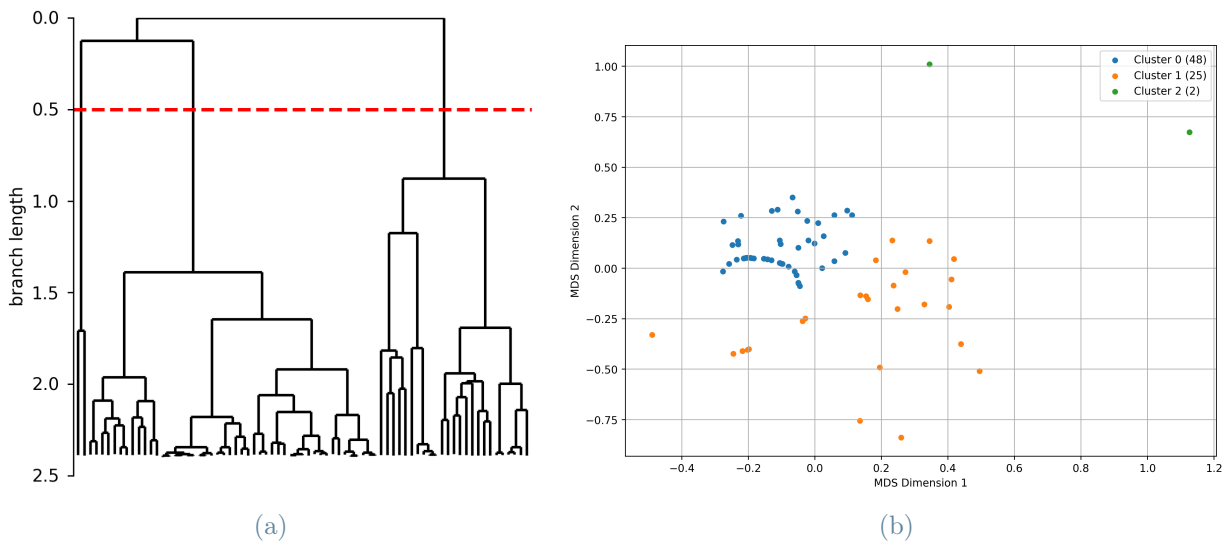 0.0
0.5
1.0
1.5
2.0
2.5
branch length
(a)
1.00
0.75
0.50
0.25
0.00
−0.25
−0.50
−0.75
MDS Dimension 2
−0.4
−0.2
0.0
0.2
0.4
0.6
0.8
1.0
1.2
MDS Dimension 1
Cluster 0 (48)
Cluster 1 (25)
Cluster 2 (2)
(b)